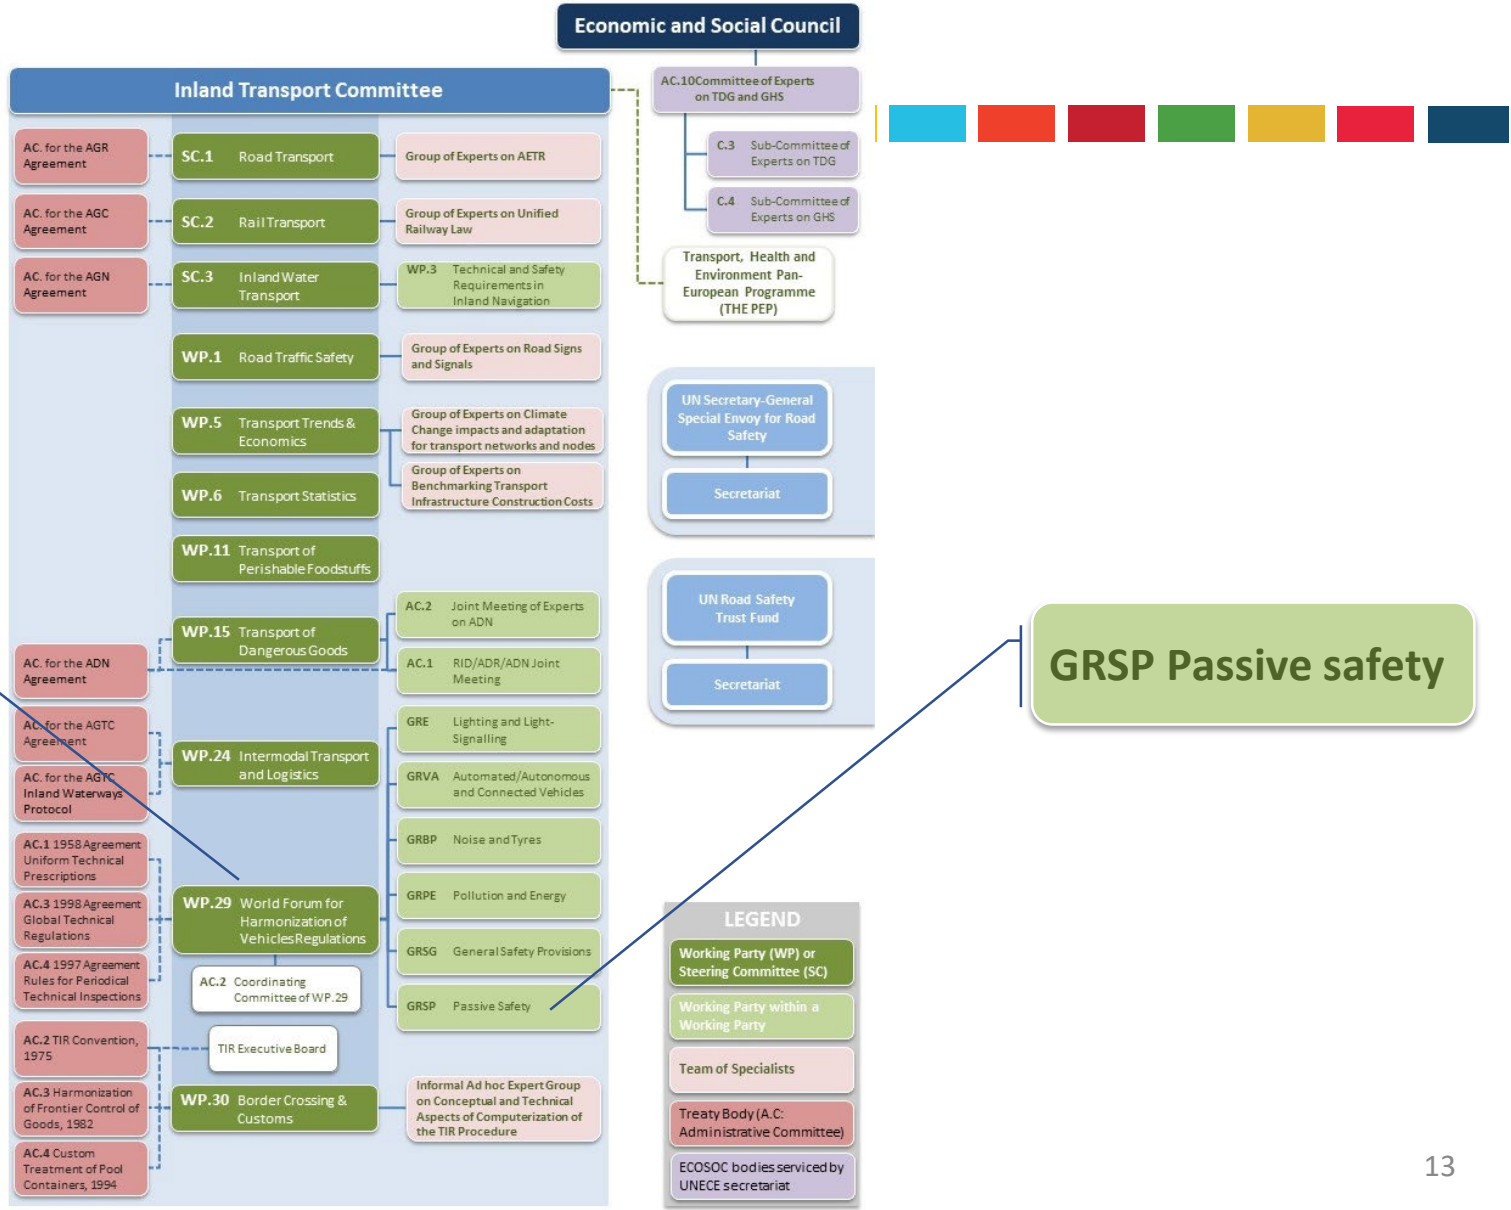 Economic and Social Council
Inland Transport Committee
AC.10Committee of Experts
on TDG and GHS
C.3 Sub-Committee of
Experts on TDG
C.4 Sub-Committee of
Experts on GHS
Transport, Health and
Environment Pan-
European Programme
(THE PEP)
AC. for the AGR
Agreement
SC.1 Road Transport
Group of Experts on AETR
AC. for the AGC
Agreement
SC.2 Rail Transport
Group of Experts on Unified
Railway Law
AC. for the AGN
Agreement
SC.3 Inland Water
Transport
WP.3 Technical and Safety
Requirements in
Inland Navigation
WP.1 Road Traffic Safety
Group of Experts on Road Signs
and Signals
WP.5 Transport Trends &
Economics
Group of Experts on Climate
Change impacts and adaptation
for transport networks and nodes
Group of Experts on
Benchmarking Transport
Infrastructure Construction Costs
WP.6 Transport Statistics
WP.11 Transport of
Perishable Foodstuffs
WP.15 Transport of
Dangerous Goods
AC.2 Joint Meeting of Experts
on ADN
AC.1 RID/ADR/ADN Joint
Meeting
AC. for the ADN
Agreement
AC. for the AGTC
Agreement
AC. for the AGTC
Inland Waterways
Protocol
WP.24 Intermodal Transport
and Logistics
GRE Lighting and Light-
Signalling
GRVA Automated/Autonomous
and Connected Vehicles
GRBP Noise and Tyres
GRPE Pollution and Energy
GRSG General Safety Provisions
GRSP Passive Safety
AC.1 1958 Agreement
Uniform Technical
Prescriptions
AC.3 1998 Agreement
Global Technical
Regulations
AC.4 1997 Agreement
Rules for Periodical
Technical Inspections
WP.29 World Forum for
Harmonization of
Vehicles Regulations
AC.2 Coordinating
Committee of WP.29
AC.2 TIR Convention,
1975
TIR Executive Board
AC.3 Harmonization
of Frontier Control of
Goods, 1982
AC.4 Custom
Treatment of Pool
Containers, 1994
WP.30 Border Crossing &
Customs
Informal Ad hoc Expert Group
on Conceptual and Technical
Aspects of Computerization of
the TIR Procedure
UN Secretary-General
Special Envoy for Road
Safety
Secretariat
UN Road Safety
Trust Fund
Secretariat
GRSP Passive safety
LEGEND
Working Party (WP) or
Steering Committee (SC)
Working Party within a
Working Party
Team of Specialists
Treaty Body (A.C:
Administrative Committee)
ECOSOC bodies serviced by
UNECE secretariat
13